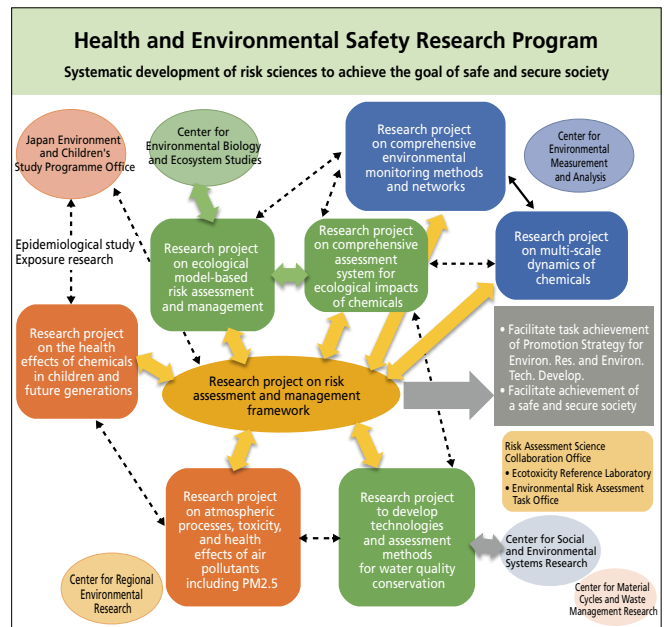 Health and Environmental Safety Research Program
Systematic development of risk sciences to achieve the goal of safe and secure society
Japan Environment
and Children's
Study Programme Office
Center for
Environmental Biology
and Ecosystem Studies
Research project
on comprehensive
environmental
monitoring methods
and networks
Center for
Environmental
Measurement
and Analysis
Epidemiological study
Exposure research
Research project
on ecological
model-based
risk assessment
and management
Research project
on comprehensive
assessment
system for
ecological impacts
of chemicals
Research project
on multi-scale
dynamics of
chemicals
Research project
on the health
effects of chemicals
in children and
future generations
Research project on risk
assessment and management
framework
• Facilitate task achievement
of Promotion Strategy for
Environ. Res. and Environ.
Tech. Develop.
• Facilitate achievement of
a safe and secure society
Risk Assessment Science
Collaboration Office
• Ecotoxicity Reference Laboratory
• Environmental Risk Assessment
Task Office
Research project
on atmospheric
processes, toxicity,
and health
effects of air
pollutants
including PM2.5
Research project
to develop
technologies
and assessment
methods
for water quality
conservation
Center for Social
and Environmental
Systems Research
Center for Regional
Environmental
Research
Center for Material
Cycles and Waste
Management Research